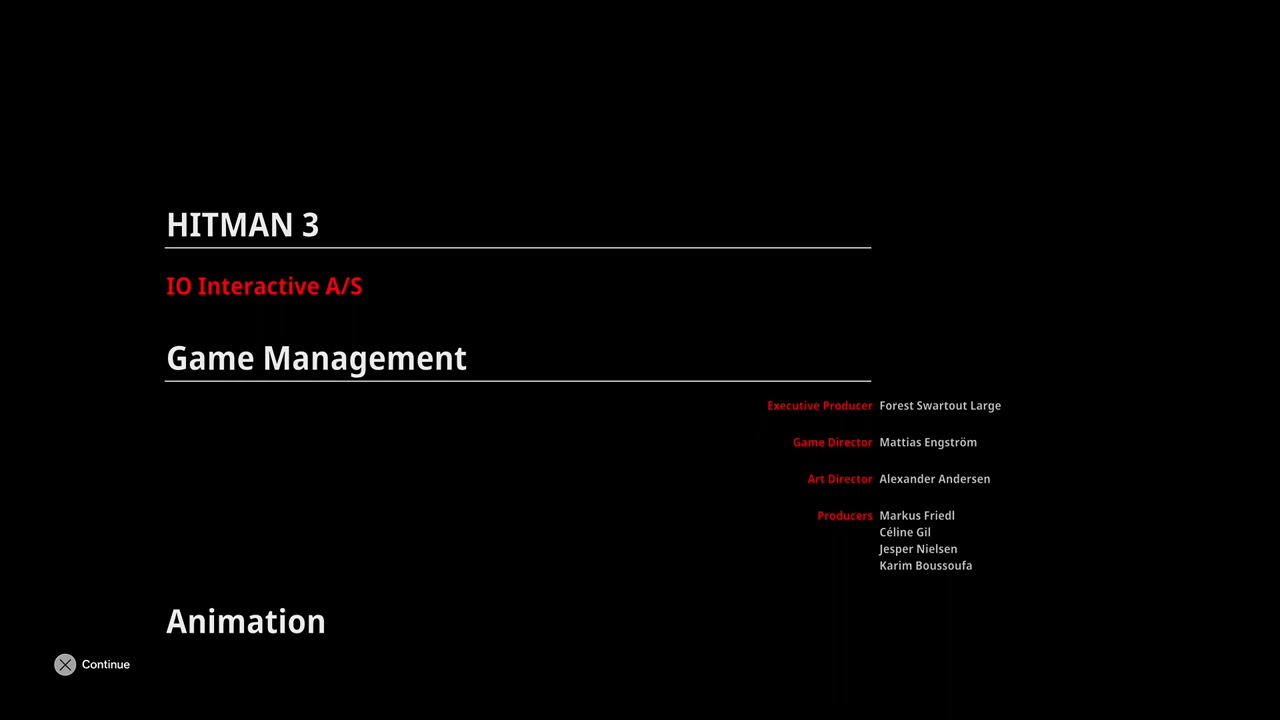 HITMAN 3
IO Interactive A/S
Game Management
Executive Producer Forest Swartout Large
Game Director Mattias Engström
Art Director Alexander Andersen
Producers Markus Friedl
Céline Gil
Jesper Nielsen
Karim Boussoufa
Animation
Continue